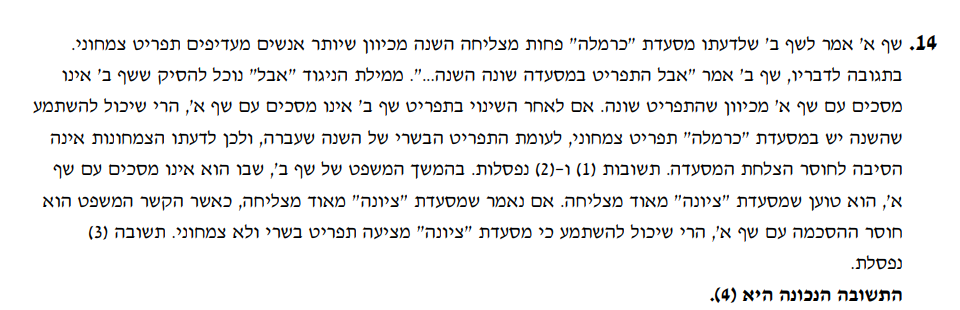 14. שף א' אמר לשף ב' שלדעתו מסעדת "כרמלה" פחות מצליחה השנה מכיוון שיותר אנשים מעדיפים תפריט צמחוני.
בתגובה לדבריו, שף ב' אמר "אבל התפריט במסעדה שונה השנה...". ממילת הניגוד "אבל" נוכל להסיק ששף ב' אינו
מסכים עם שף א' מכיוון שהתפריט שונה. אם לאחר השינוי בתפריט שף ב' אינו מסכים עם שף א', הרי שיכול להשתמע
שהשנה יש במסעדת "כרמלה" תפריט צמחוני, לעומת התפריט הבשרי של השנה שעברה, ולכן לדעתו הצמחונות אינה
הסיבה לחוסר הצלחת המסעדה. תשובות (1) ו-(2) נפסלות. בהמשך המשפט של שף ב', שבו הוא אינו מסכים עם שף
א', הוא טוען שמסעדת "ציונה" מאוד מצליחה. אם נאמר שמסעדת "ציונה" מאוד מצליחה, כאשר הקשר המשפט הוא
חוסר ההסכמה עם שף א', הרי שיכול להשתמע כי מסעדת "ציונה" מציעה תפריט בשרי ולא צמחוני. תשובה (3)
נפסלת.
התשובה הנכונה היא (4).